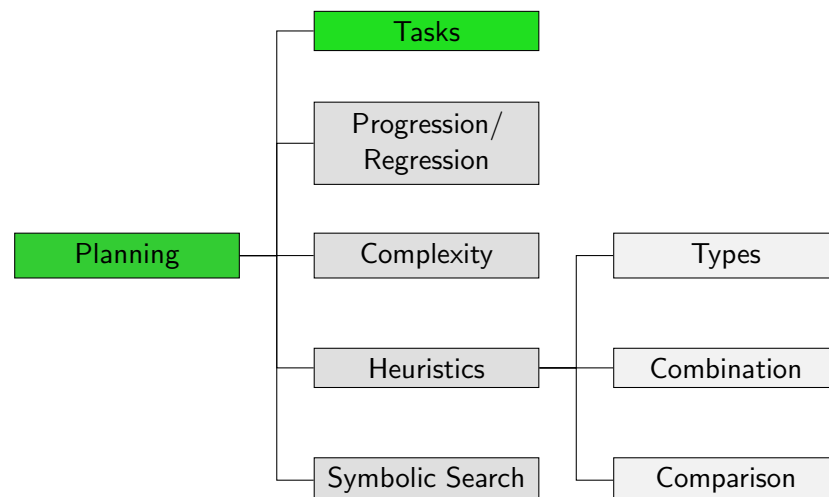 Tasks
Progression/
Regression
Planning
Complexity
Types
Heuristics
Combination
Symbolic Search
Comparison